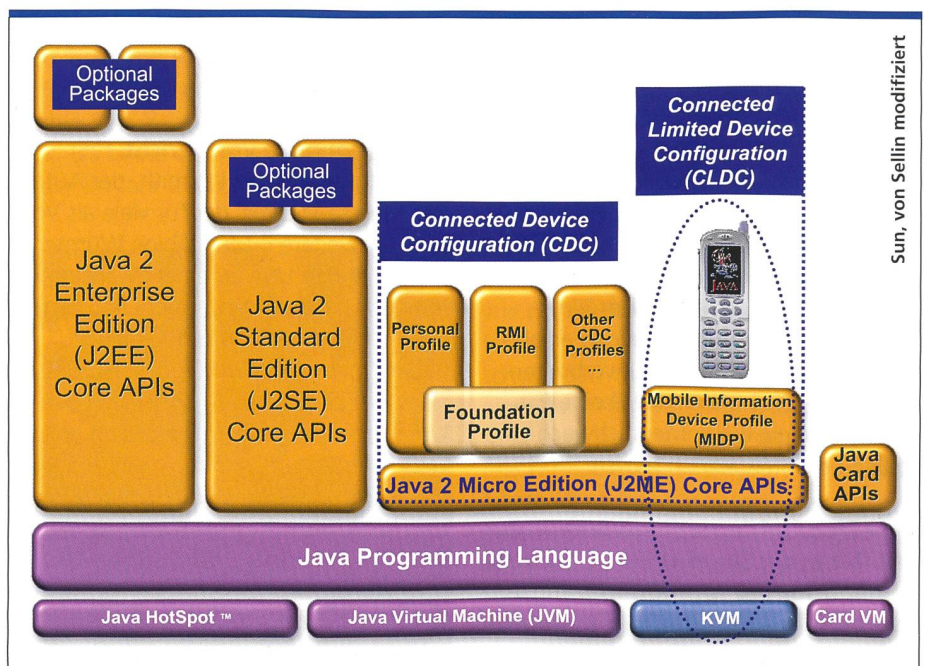 Optional
Packages
Java 2
Enterprise
Edition
(J2EE)
Core APIs
Optional
Packages
Java 2
Standard
Edition
(J2SE)
Core APIs
Connected Device
Configuration (CDC)
Personal
Profile
RMI
Profile
Other
CDC
Profiles
...
Foundation
Profile
Connected
Limited Device
Configuration
(CLDC)
JAVA
Mobile Information
Device Profile
(MIDP)
Java 2 Micro Edition (J2ME) Core APIs
Java
Card
APIs
Java Programming Language
Java HotSpot ™
Java Virtual Machine (JVM)
KVM
Card VM
Sun, von Sellin modifiziert